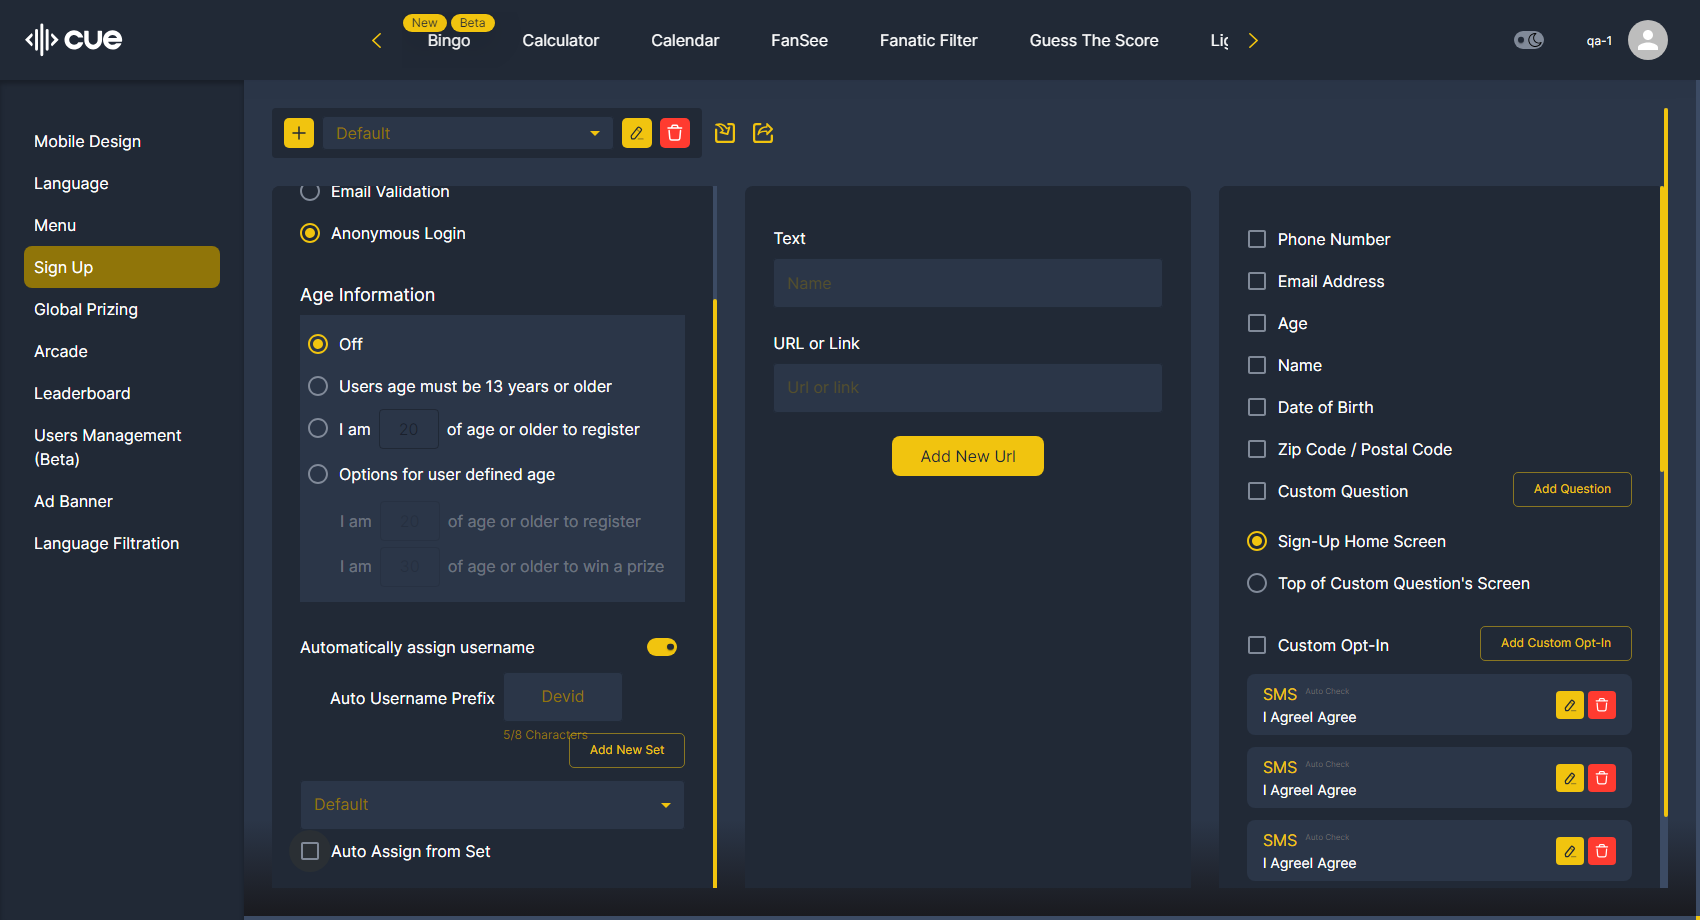 cue
New
Beta
Bingo
Calculator
Calendar
FanSee
Fanatic Filter
Guess The Score
Lig
qa-1
Mobile Design
Language
Menu
Sign Up
Global Prizing
Arcade
Leaderboard
Users Management
(Beta)
Ad Banner
Language Filtration
Default
Email Validation
Anonymous Login
Age Information
Off
Users age must be 13 years or older
I am 20 of age or older to register
Options for user defined age
I am 20 of age or older to register
I am 30 of age or older to win a prize
Automatically assign username
Auto Username Prefix
Devid
5/8 Characters
Add New Set
Default
Auto Assign from Set
Text
Name
URL or Link
Url or link
Add New Url
Phone Number
Email Address
Age
Name
Date of Birth
Zip Code / Postal Code
Custom Question
Add Question
Sign-Up Home Screen
Top of Custom Question's Screen
Custom Opt-In
Add Custom Opt-In
SMS Auto Check
I AgreeI Agree
SMS Auto Check
I AgreeI Agree
SMS Auto Check
I AgreeI Agree